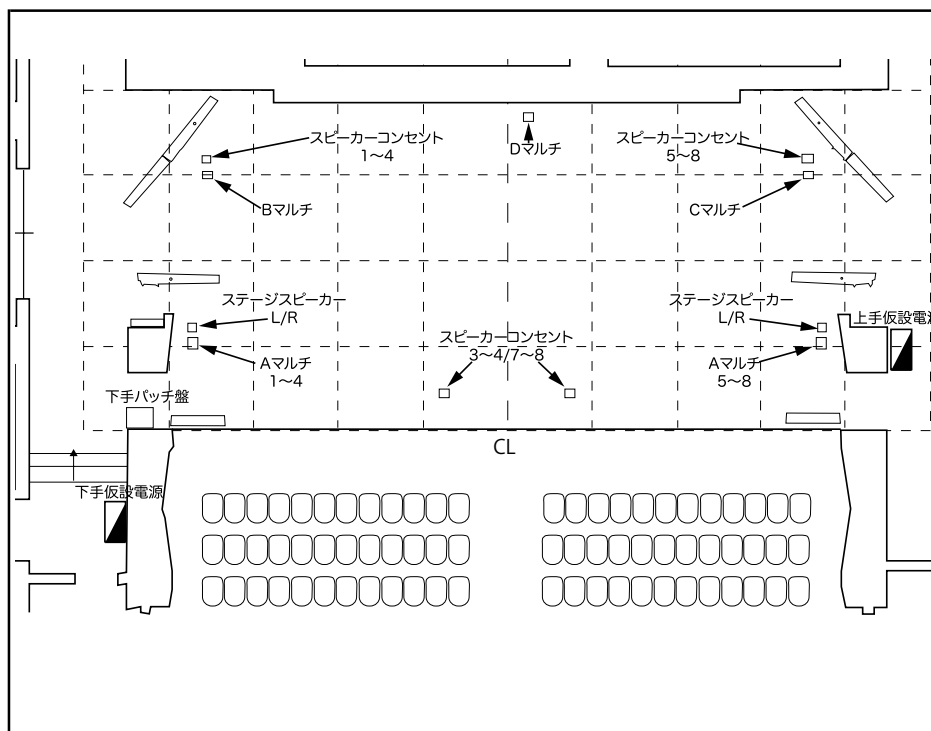 スピーカーコンセント
1〜4
Dマルチ
スピーカーコンセント
5〜8
Bマルチ
Cマルチ
ステージスピーカー
L/R
ステージスピーカー
L/R
上手仮設電源
スピーカーコンセント
3〜4/7〜8
Aマルチ
1〜4
Aマルチ
5〜8
下手パッチ盤
CL
下手仮設電源